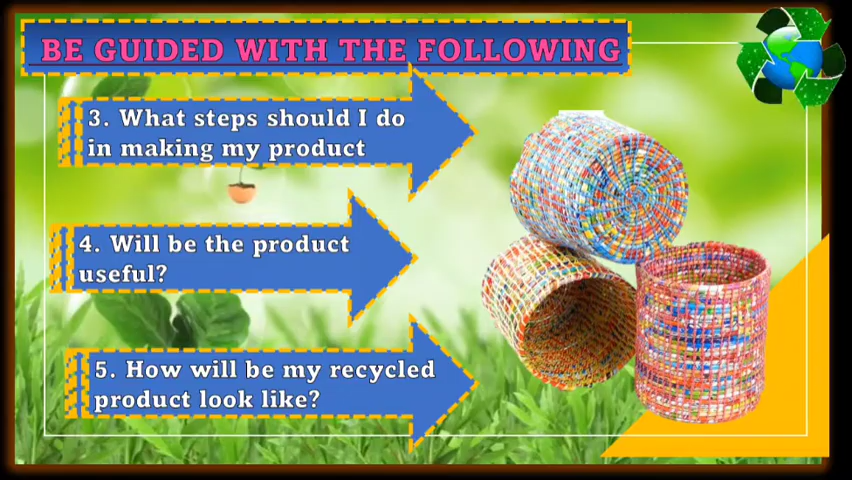 BE GUIDED WITH THE FOLLOWING
3. What steps should I do
in making my product
4. Will be the product
useful?
5. How will be my recycled
product look like?